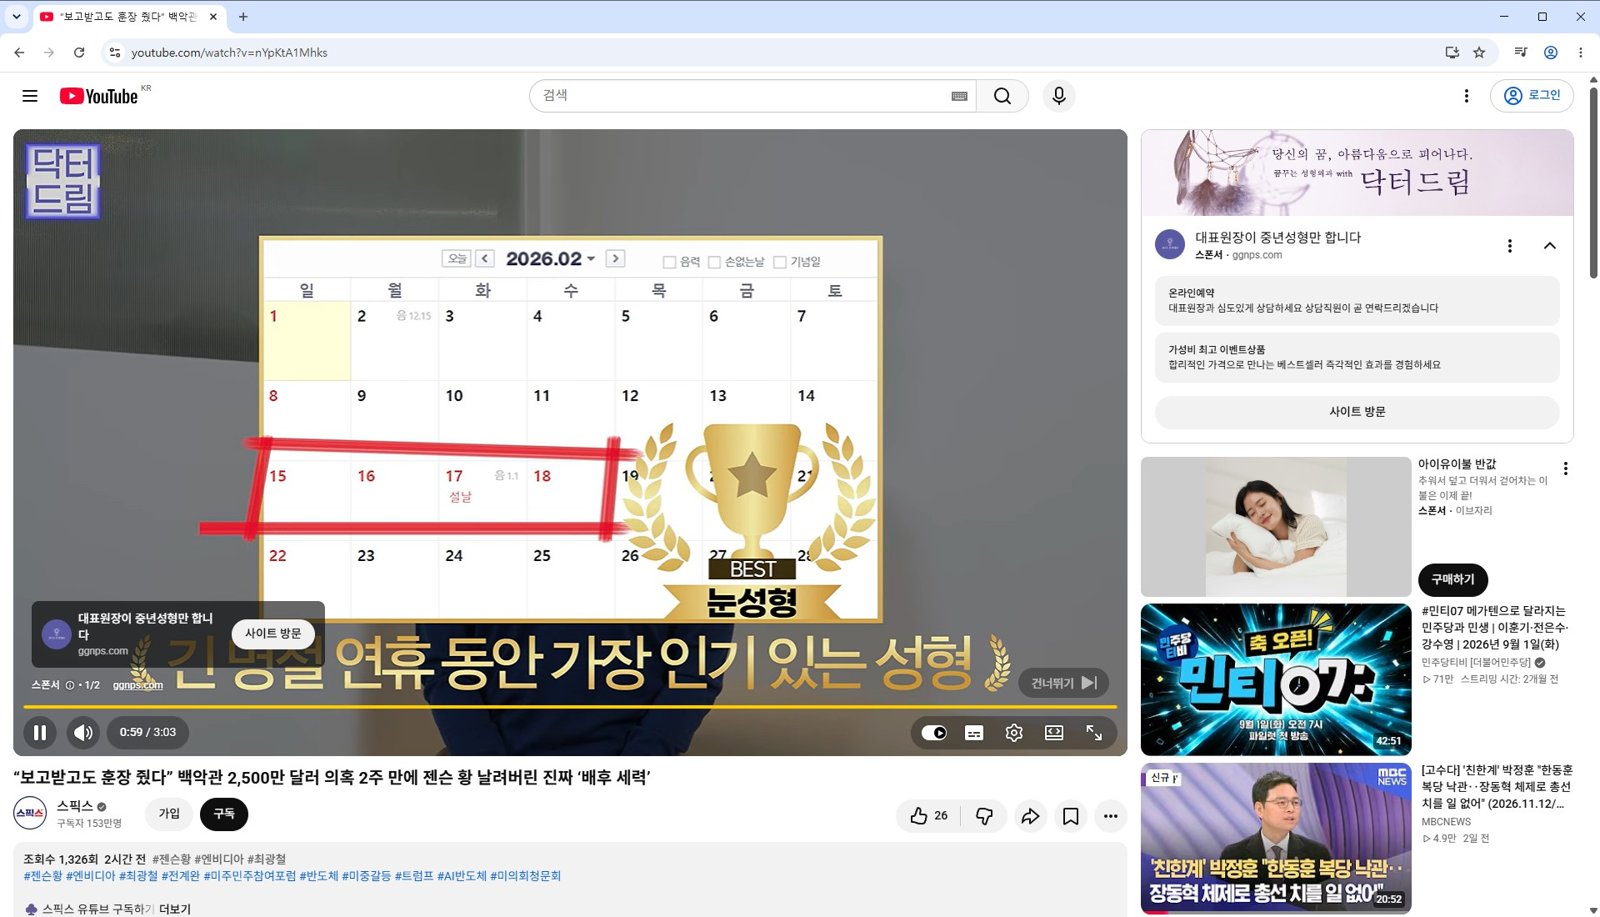 "보고받고도 훈장 줬다" 백악관
youtube.com/watch?v=nYpKtA1Mhks
YouTube KR
검색
로그인
닥터
드림
오늘 2026.02 음력 손없는날 기념일
일 월 화 수 목 금 토
1 2 음 12.15 3 4 5 6 7
8 9 10 11 12 13 14
15 16 17 음 1.1 18 19 21
설날
22 23 24 25 26 27 28
BEST
눈성형
긴 명절 연휴 동안 가장 인기 있는 성형
대표원장이 중년성형만 합니
다
ggnps.com
사이트 방문
스폰서 · 1/2 ggnps.com
건너뛰기
0:59 / 3:03
"보고받고도 훈장 줬다" 백악관 2,500만 달러 의혹 2주 만에 젠슨 황 날려버린 진짜 '배후 세력'
스픽스
스픽스
구독자 153만명
가입
구독
26
조회수 1,326회 2시간 전 #젠슨황 #엔비디아 #최광철
#젠슨황 #엔비디아 #최광철 #전계완 #미주민주참여포럼 #반도체 #미중갈등 #트럼프 #AI반도체 #미의회청문회
스픽스 유튜브 구독하기 더보기
당신의 꿈, 아름다움으로 피어나다.
꿈꾸는 성형외과 with 닥터드림
대표원장이 중년성형만 합니다
스폰서 · ggnps.com
온라인예약
대표원장과 심도있게 상담하세요 상담직원이 곧 연락드리겠습니다
가성비 최고 이벤트상품
합리적인 가격으로 만나는 베스트셀러 즉각적인 효과를 경험하세요
사이트 방문
아이유이불 반값
추워서 덮고 더워서 걷어차는 이
불은 이제 끝!
스폰서 · 이브자리
구매하기
민주당
티비
축 오픈!
민티07:
9월 1일(화) 오전 7시
파일럿 첫 방송
42:51
#민티07 메가텐으로 달라지는
민주당과 민생 | 이훈기·전은수·
강수영 | 2026년 9월 1일(화)
민주당티비 [더불어민주당]
71만 스트리밍 시간: 2개월 전
신규
MBC
NEWS
'친한계' 박정훈 "한동훈 복당 낙관··
장동혁 체제로 총선 치를 일 없어"
20:52
[고수다] '친한계' 박정훈 "한동훈
복당 낙관··장동혁 체제로 총선
치를 일 없어" (2026.11.12/...
MBCNEWS
4.9만 2일 전